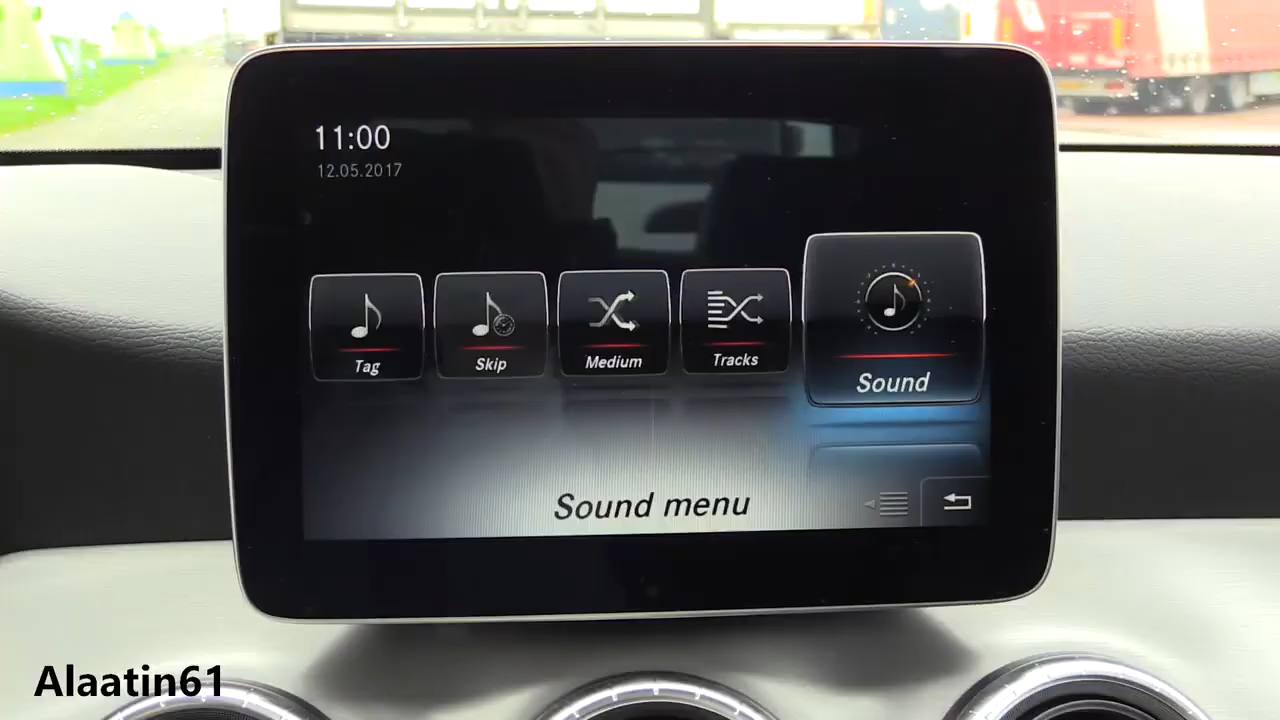 11:00
12.05.2017
Tag
Skip
Medium
Tracks
Sound
Sound menu
Alaatin61